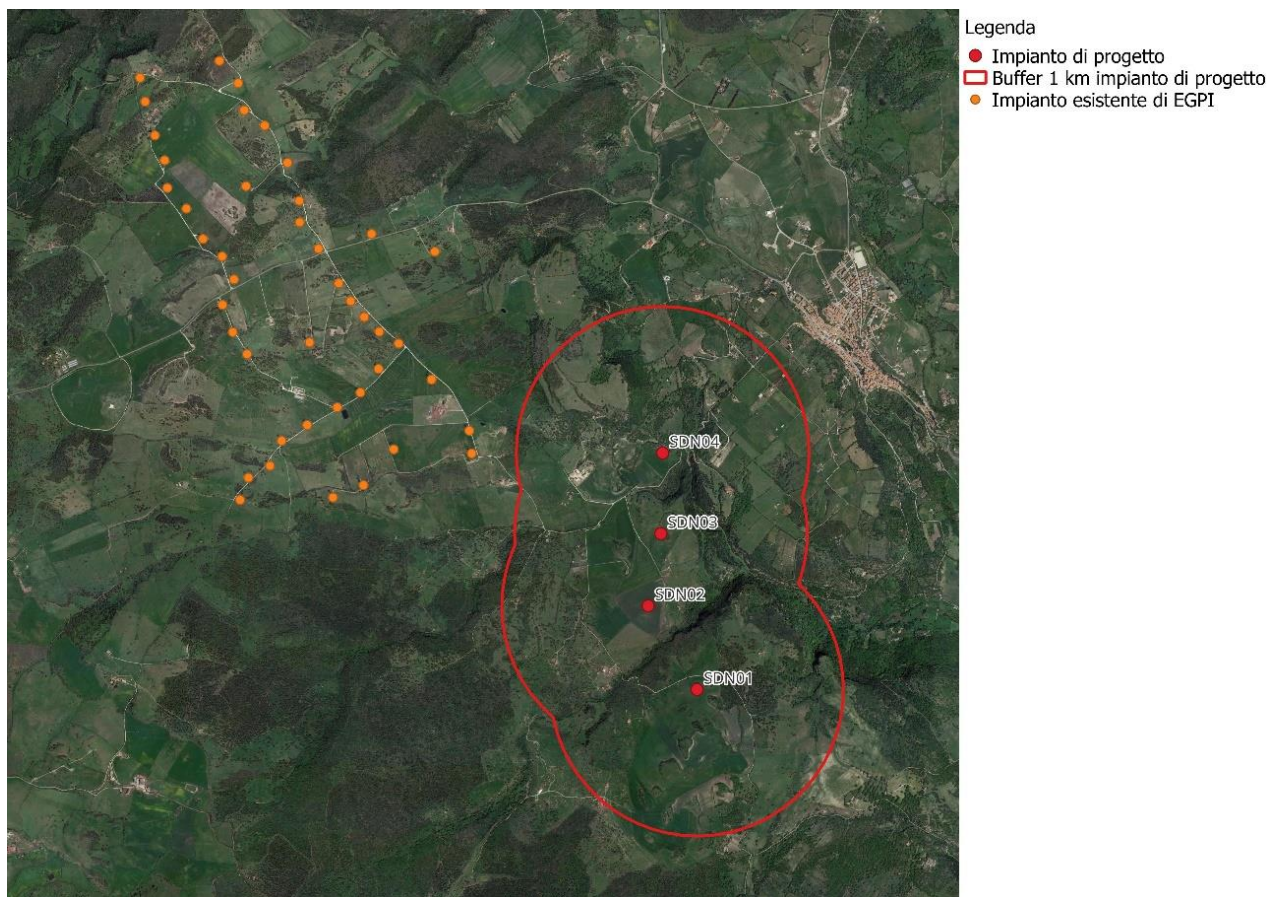 Legenda
Impianto di progetto
Buffer 1 km impianto di progetto
Impianto esistente di EGPI
SDN04
SDN03
SDN02
SDN01